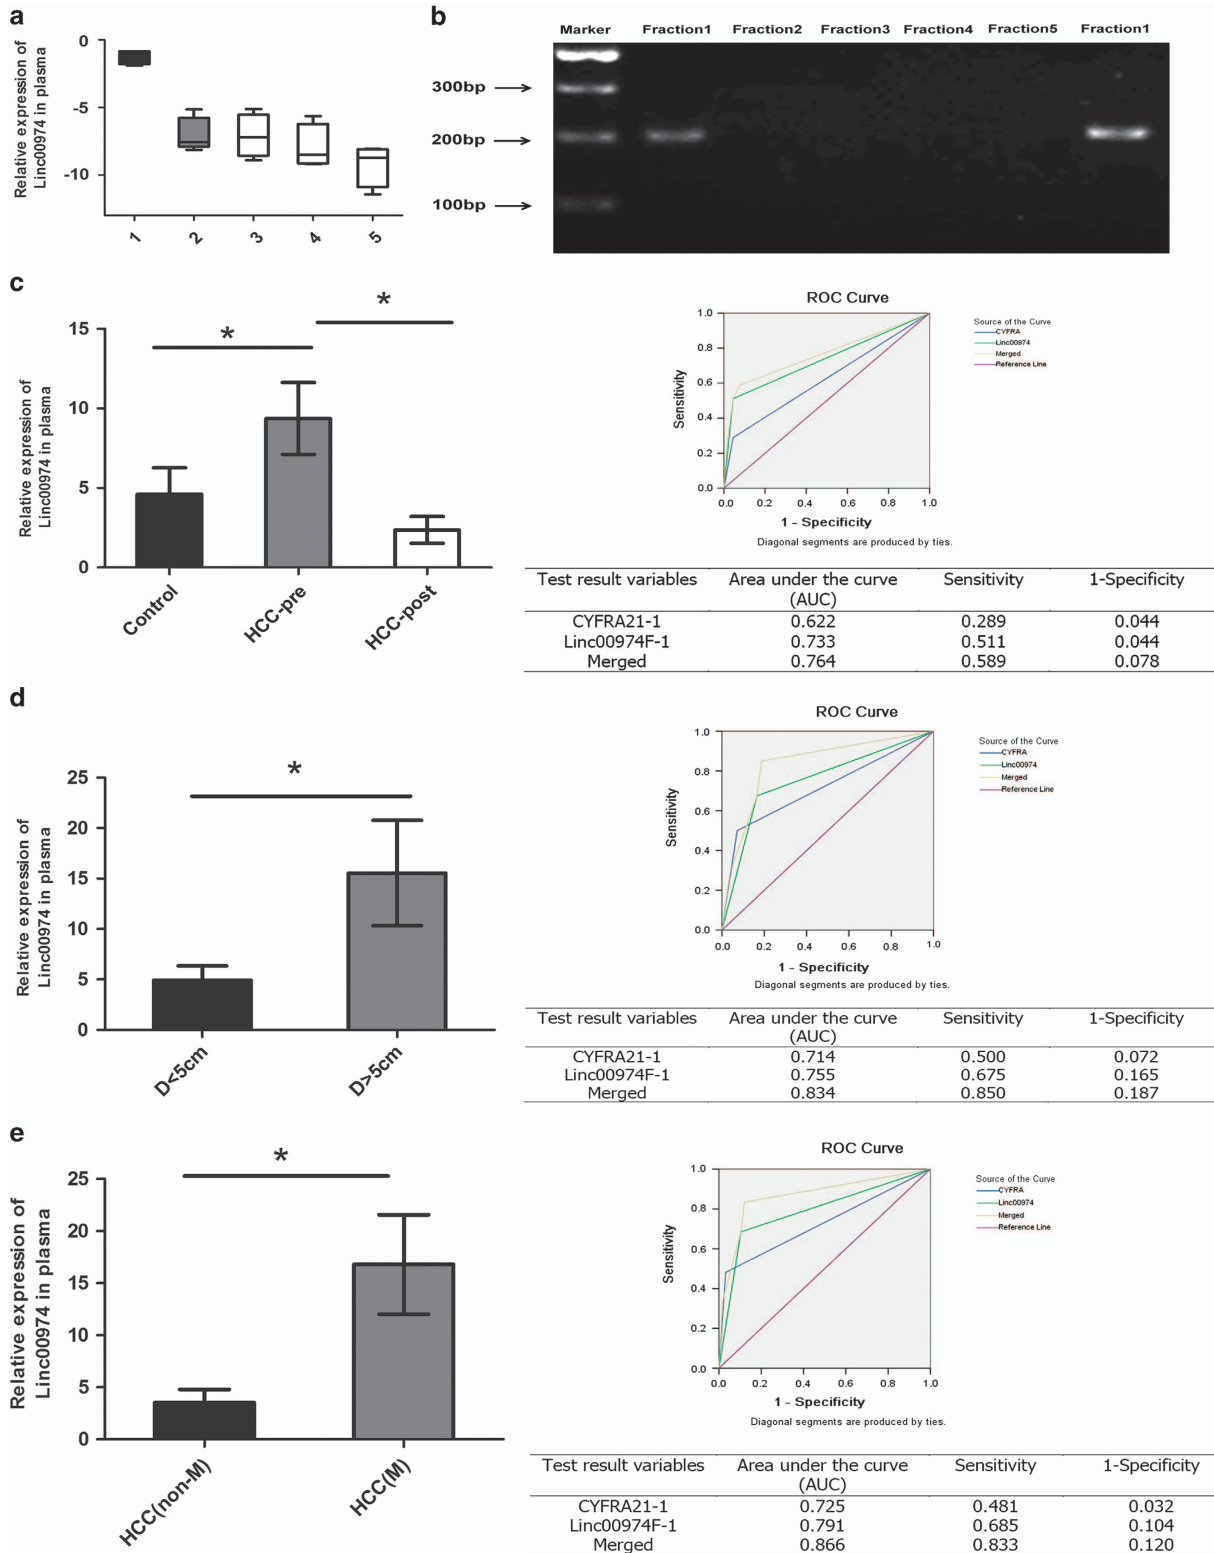 a
Relative expression of
Linc00974 in plasma
0
-5
-10
1
2
3
4
5
b
Marker Fraction1 Fraction2 Fraction3 Fraction4 Fraction5 Fraction1
300bp
200bp
100bp
c
Relative expression of
Linc00974 in plasma
15
10
5
0
*
*
Control
HCC-pre
HCC-post
ROC Curve
Sensitivity
1.0
0.8
0.6
0.4
0.2
0.0
0.0 0.2 0.4 0.6 0.8 1.0
1 - Specificity
Diagonal segments are produced by ties.
Source of the Curve
CYFRA
Linc00974
Merged
Reference Line
Test result variables Area under the curve (AUC) Sensitivity 1-Specificity
CYFRA21-1 0.622 0.289 0.044
Linc00974F-1 0.733 0.511 0.044
Merged 0.764 0.589 0.078
d
Relative expression of
Linc00974 in plasma
25
20
15
10
5
0
*
D<5cm
D>5cm
ROC Curve
Sensitivity
1.0
0.8
0.6
0.4
0.2
0.0
0.0 0.2 0.4 0.6 0.8 1.0
1 - Specificity
Diagonal segments are produced by ties.
Source of the Curve
CYFRA
Linc00974
Merged
Reference Line
Test result variables Area under the curve (AUC) Sensitivity 1-Specificity
CYFRA21-1 0.714 0.500 0.072
Linc00974F-1 0.755 0.675 0.165
Merged 0.834 0.850 0.187
e
Relative expression of
Linc00974 in plasma
25
20
15
10
5
0
*
HCC(non-M)
HCC(M)
ROC Curve
Sensitivity
1.0
0.8
0.6
0.4
0.2
0.0
0.0 0.2 0.4 0.6 0.8 1.0
1 - Specificity
Diagonal segments are produced by ties.
Source of the Curve
CYFRA
Linc00974
Merged
Reference Line
Test result variables Area under the curve (AUC) Sensitivity 1-Specificity
CYFRA21-1 0.725 0.481 0.032
Linc00974F-1 0.791 0.685 0.104
Merged 0.866 0.833 0.120